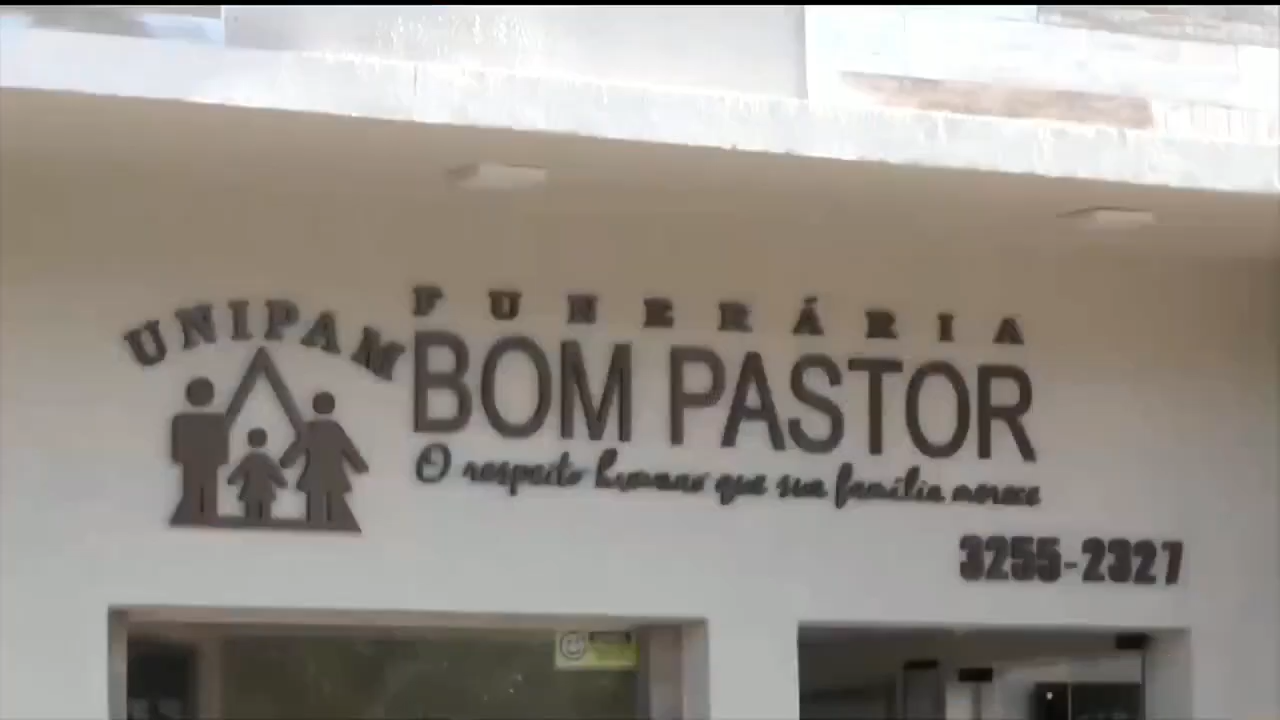 UNIPAM
FUNERÁRIA
BOM PASTOR
O respeito humano que sua família merece
3255-2327